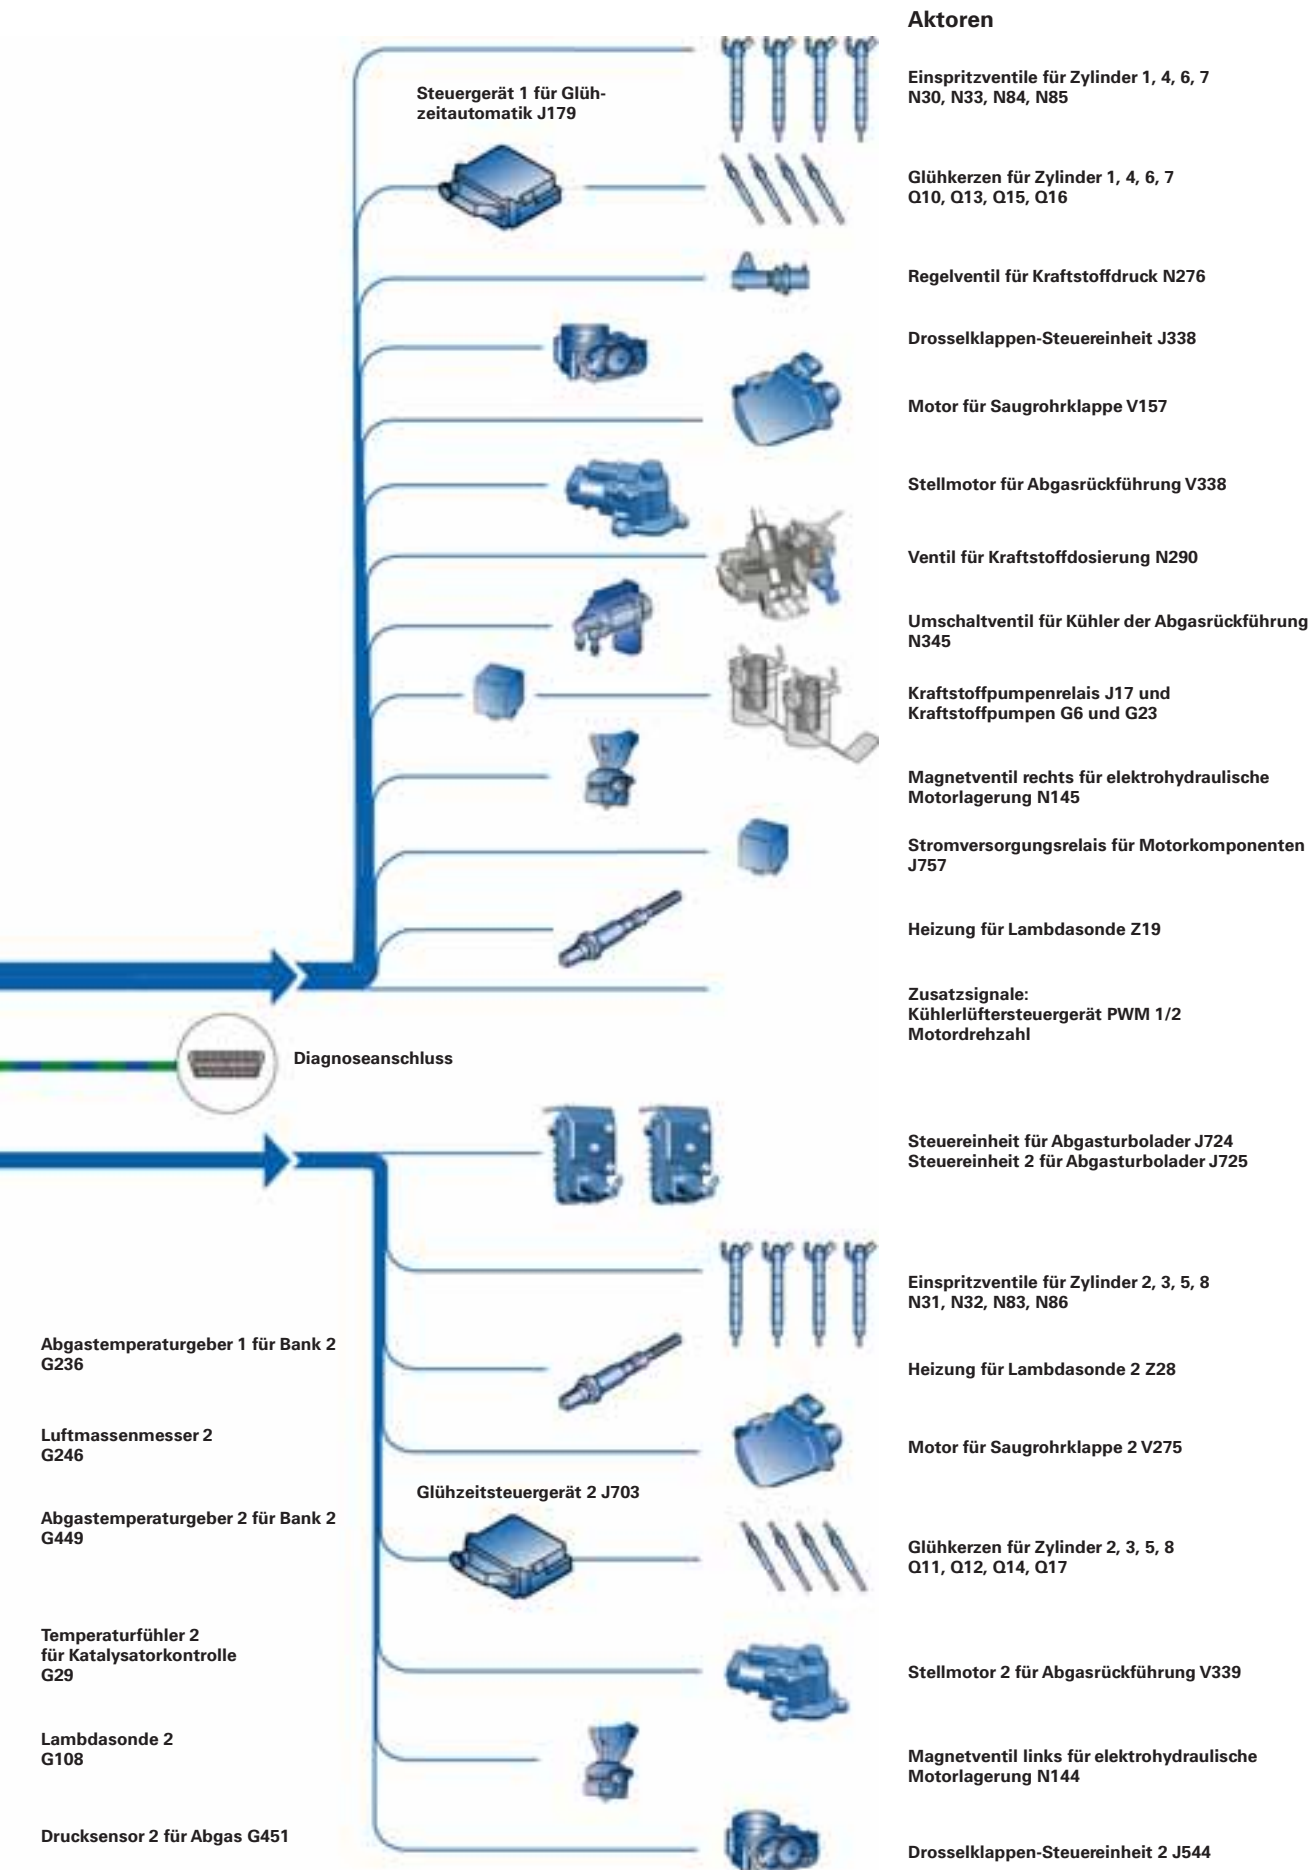 Aktoren
Steuergerät 1 für Glüh-
zeitautomatik J179
Einspritzventile für Zylinder 1, 4, 6, 7
N30, N33, N84, N85
Glühkerzen für Zylinder 1, 4, 6, 7
Q10, Q13, Q15, Q16
Regelventil für Kraftstoffdruck N276
Drosselklappen-Steuereinheit J338
Motor für Saugrohrklappe V157
Stellmotor für Abgasrückführung V338
Ventil für Kraftstoffdosierung N290
Umschaltventil für Kühler der Abgasrückführung
N345
Kraftstoffpumpenrelais J17 und
Kraftstoffpumpen G6 und G23
Magnetventil rechts für elektrohydraulische
Motorlagerung N145
Stromversorgungsrelais für Motorkomponenten
J757
Heizung für Lambdasonde Z19
Zusatzsignale:
Kühlerlüftersteuergerät PWM 1/2
Motordrehzahl
Diagnoseanschluss
Steuereinheit für Abgasturbolader J724
Steuereinheit 2 für Abgasturbolader J725
Einspritzventile für Zylinder 2, 3, 5, 8
N31, N32, N83, N86
Abgastemperaturgeber 1 für Bank 2
G236
Heizung für Lambdasonde 2 Z28
Luftmassenmesser 2
G246
Motor für Saugrohrklappe 2 V275
Glühzeitsteuergerät 2 J703
Abgastemperaturgeber 2 für Bank 2
G449
Glühkerzen für Zylinder 2, 3, 5, 8
Q11, Q12, Q14, Q17
Temperaturfühler 2
für Katalysatorkontrolle
G29
Stellmotor 2 für Abgasrückführung V339
Lambdasonde 2
G108
Magnetventil links für elektrohydraulische
Motorlagerung N144
Drucksensor 2 für Abgas G451
Drosselklappen-Steuereinheit 2 J544